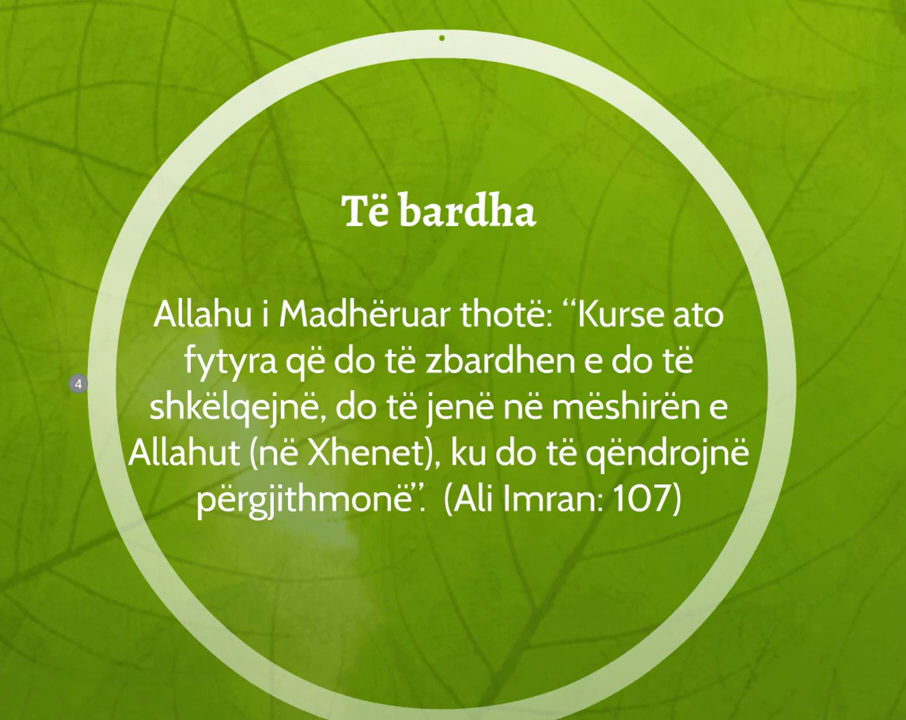 Të bardha
Allahu i Madhëruar thotë: “Kurse ato
fytyra që do të zbardhen e do të
shkëlqejnë, do të jenë në mëshirën e
Allahut (në Xhenet), ku do të qëndrojnë
përgjithmonë”.  (Ali Imran: 107)
4